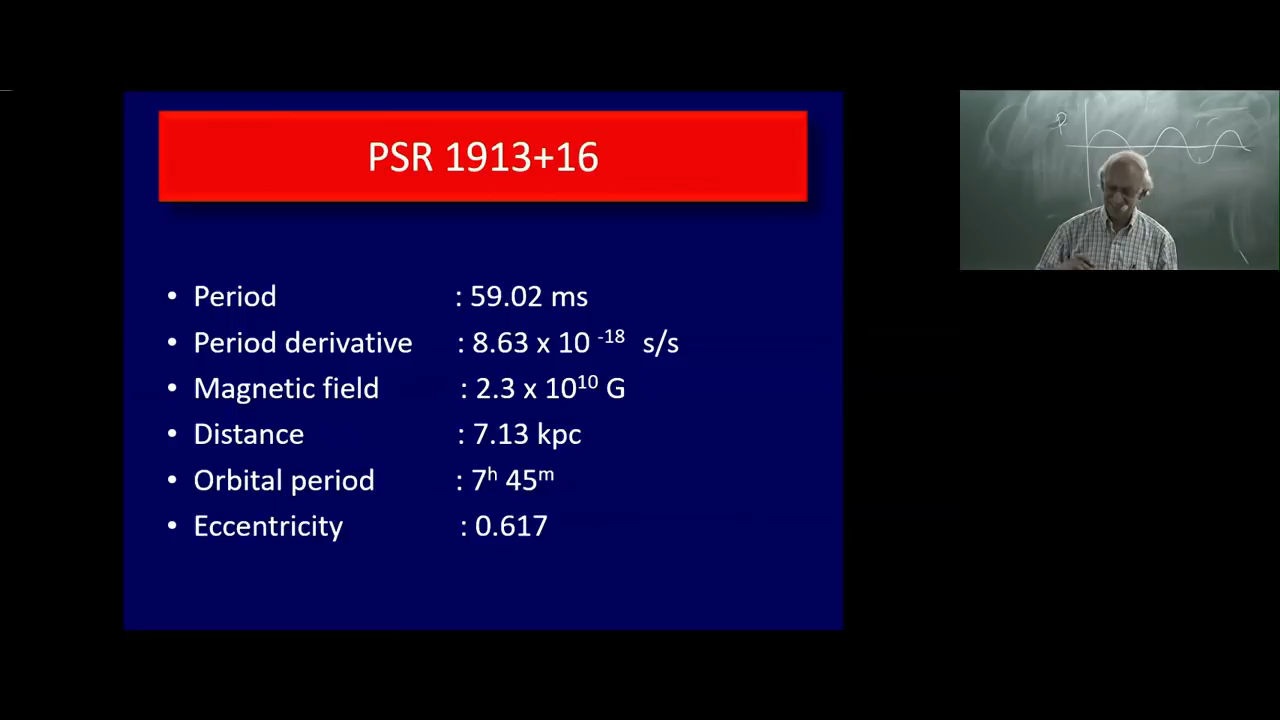 PSR 1913+16
• Period : 59.02 ms
• Period derivative : 8.63 x 10 ⁻¹⁸ s/s
• Magnetic field : 2.3 x 10¹⁰ G
• Distance : 7.13 kpc
• Orbital period : 7ʰ 45ᵐ
• Eccentricity : 0.617
P